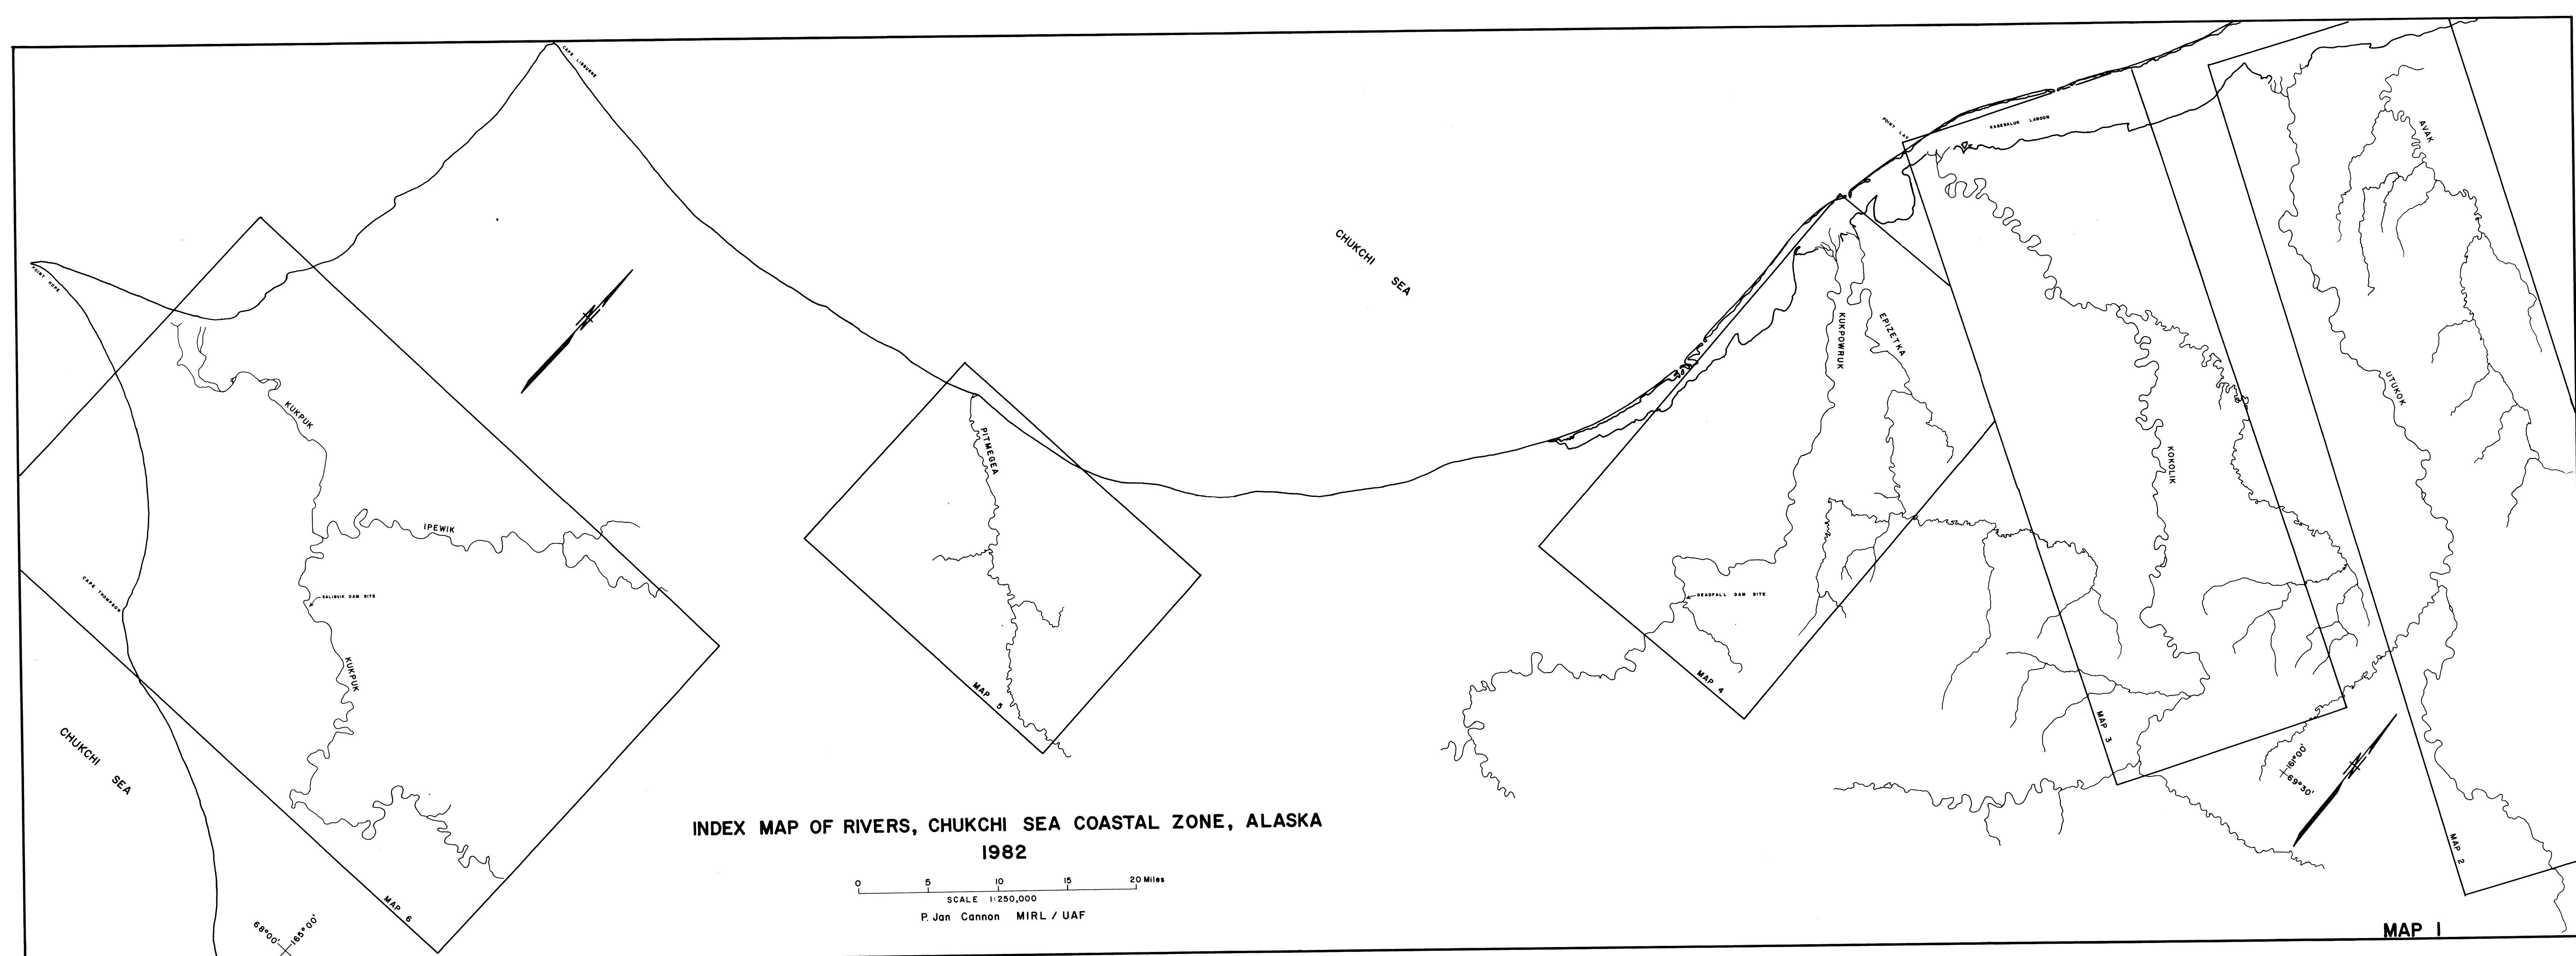 CAPE LISBURNE
POINT HOPE
CHUKCHI SEA
POINT LAY
KASEGALUK LAGOON
AVAK
KUKPUK
IPEWIK
SALIGVIK DAM SITE
CAPE THOMPSON
KUKPUK
CHUKCHI SEA
MAP 6
68°00'
165°00'
PITMEGEA
MAP 5
KUKPOWRUK
EPIZETKA
DEADFALL DAM SITE
MAP 4
KOKOLIK
MAP 3
UTUKOK
161°00'
69°30'
MAP 2
N
N
INDEX MAP OF RIVERS, CHUKCHI SEA COASTAL ZONE, ALASKA
1982
0 5 10 15 20 Miles
SCALE 1:250,000
P. Jan Cannon MIRL / UAF
MAP 1